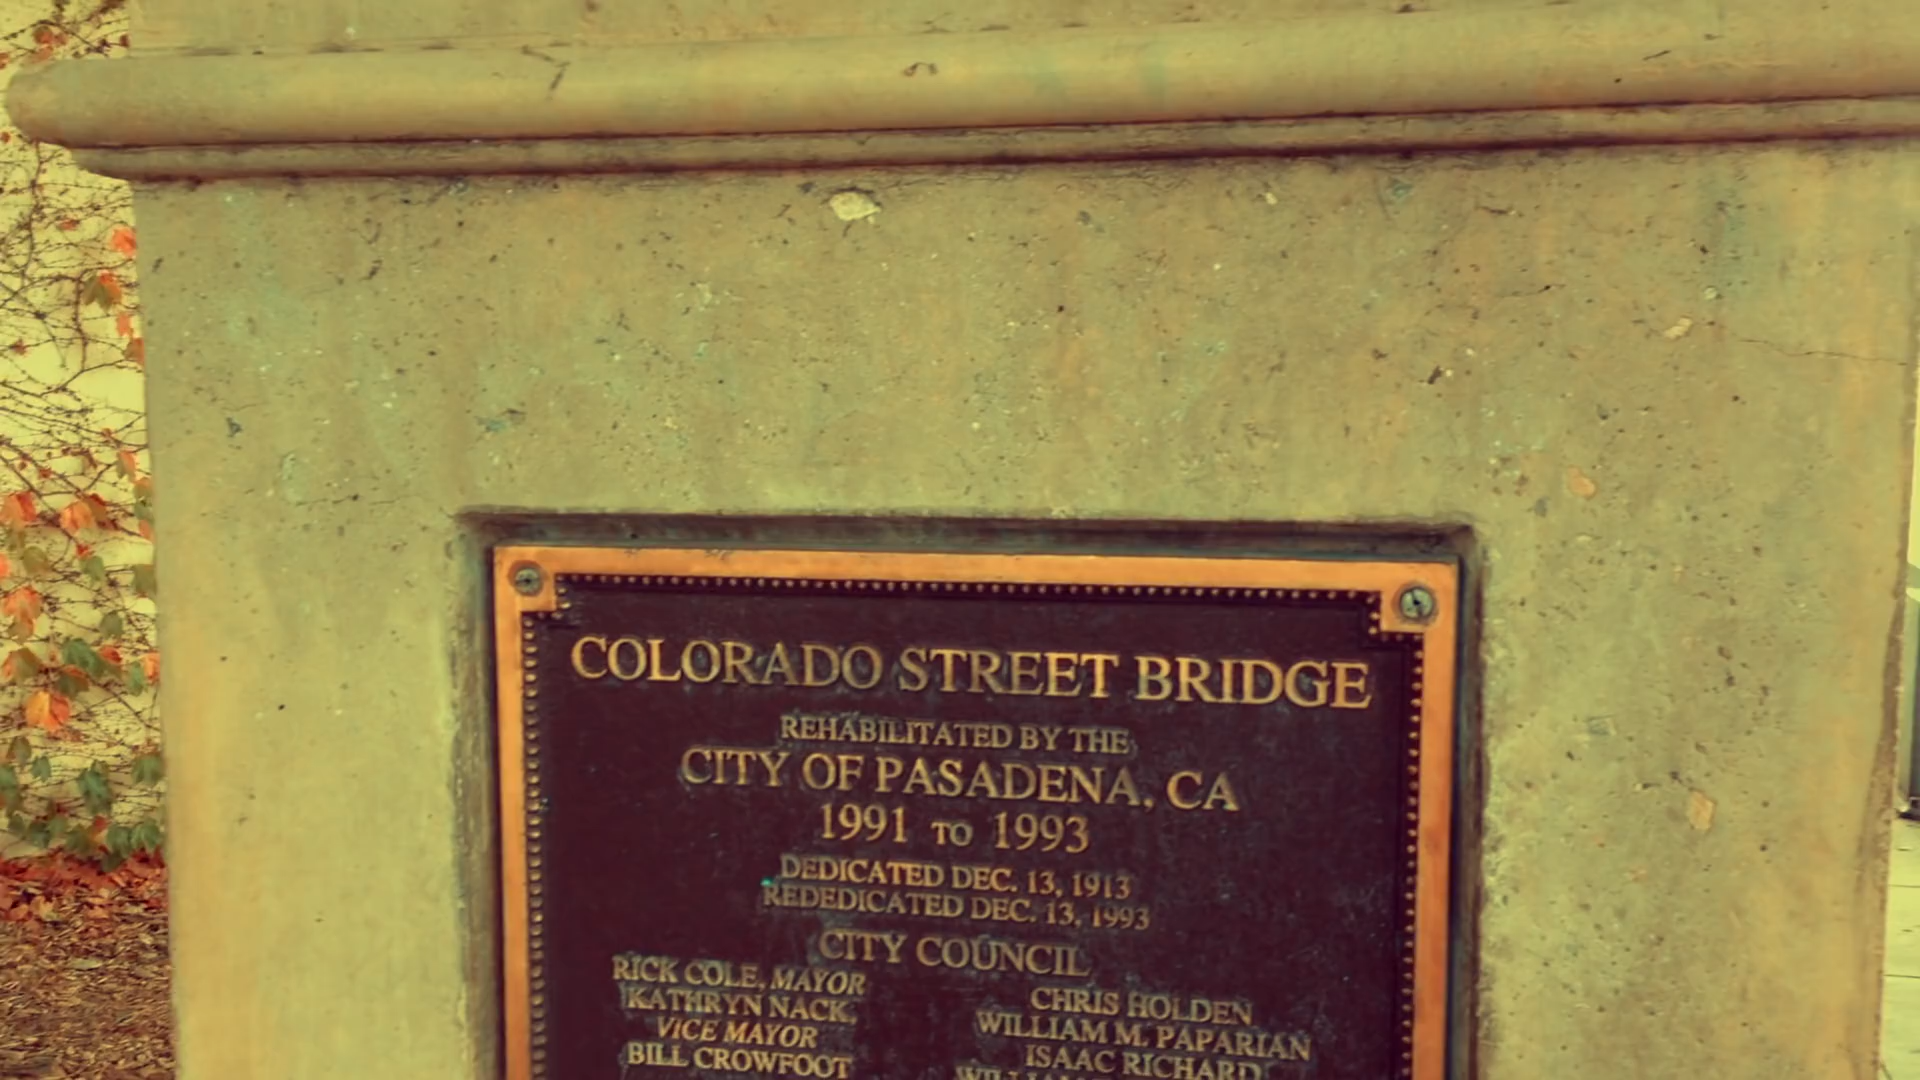 COLORADO STREET BRIDGE
REHABILITATED BY THE
CITY OF PASADENA, CA
1991 TO 1993
DEDICATED DEC. 13, 1913
REDEDICATED DEC. 13, 1993
CITY COUNCIL
RICK COLE, MAYOR
KATHRYN NACK,
VICE MAYOR
BILL CROWFOOT
CHRIS HOLDEN
WILLIAM M. PAPARIAN
ISAAC RICHARD